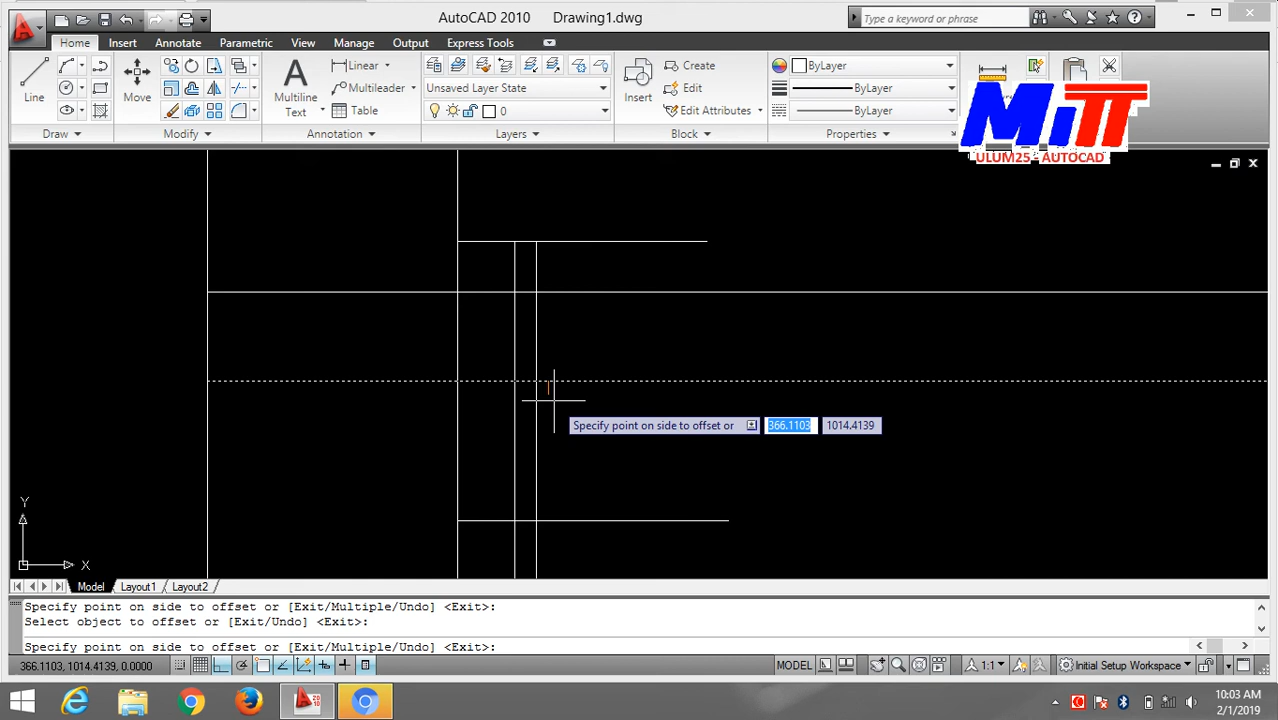 AutoCAD 2010 Drawing1.dwg
Type a keyword or phrase
Home Insert Annotate Parametric View Manage Output Express Tools
Line Move Multiline Text Linear Multileader Table
Unsaved Layer State
0
Insert Create Edit Edit Attributes
ByLayer
ByLayer
ByLayer
Draw Modify Annotation Layers Block Properties
MiTT
ULUM25 - AUTOCAD
Specify point on side to offset or 366.1103 1014.4139
Y
X
Model Layout1 Layout2
Specify point on side to offset or [Exit/Multiple/Undo] <Exit>:
Select object to offset or [Exit/Undo] <Exit>:
Specify point on side to offset or [Exit/Multiple/Undo] <Exit>:
366.1103, 1014.4139, 0.0000 MODEL 1:1 Initial Setup Workspace
10:03 AM
2/1/2019